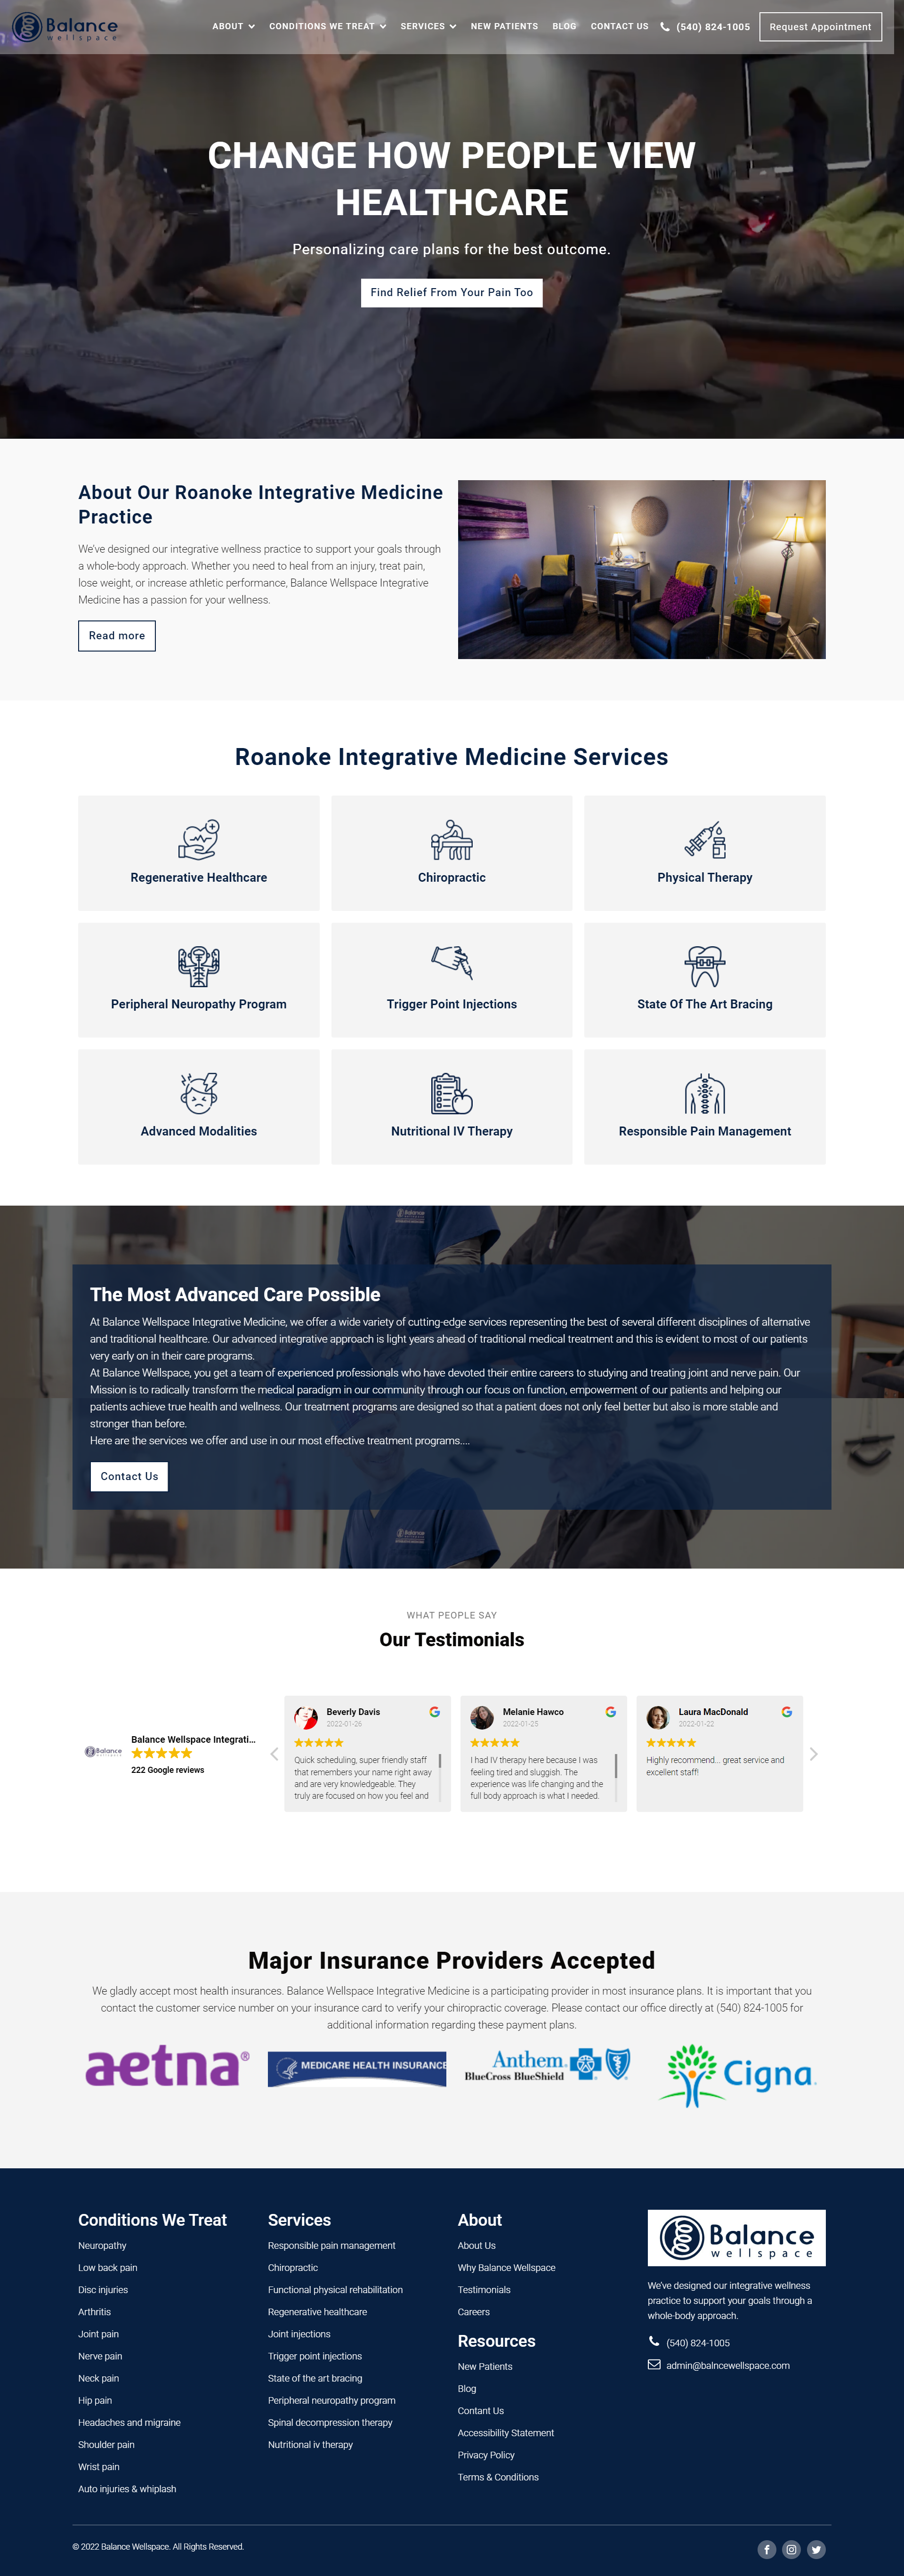 Balance
wellspace
ABOUT
CONDITIONS WE TREAT
SERVICES
NEW PATIENTS
BLOG
CONTACT US
(540) 824-1005
Request Appointment
CHANGE HOW PEOPLE VIEW
HEALTHCARE
Personalizing care plans for the best outcome.
Find Relief From Your Pain Too
About Our Roanoke Integrative Medicine
Practice
We've designed our integrative wellness practice to support your goals through
a whole-body approach. Whether you need to heal from an injury, treat pain,
lose weight, or increase athletic performance, Balance Wellspace Integrative
Medicine has a passion for your wellness.
Read more
Roanoke Integrative Medicine Services
Regenerative Healthcare
Chiropractic
Physical Therapy
Peripheral Neuropathy Program
Trigger Point Injections
State Of The Art Bracing
Advanced Modalities
Nutritional IV Therapy
Responsible Pain Management
The Most Advanced Care Possible
At Balance Wellspace Integrative Medicine, we offer a wide variety of cutting-edge services representing the best of several different disciplines of alternative
and traditional healthcare. Our advanced integrative approach is light years ahead of traditional medical treatment and this is evident to most of our patients
very early on in their care programs.
At Balance Wellspace, you get a team of experienced professionals who have devoted their entire careers to studying and treating joint and nerve pain. Our
Mission is to radically transform the medical paradigm in our community through our focus on function, empowerment of our patients and helping our
patients achieve true health and wellness. Our treatment programs are designed so that a patient does not only feel better but also is more stable and
stronger than before.
Here are the services we offer and use in our most effective treatment programs....
Contact Us
WHAT PEOPLE SAY
Our Testimonials
Balance
Balance Wellspace Integrati...
222 Google reviews
Beverly Davis
2022-01-26
Quick scheduling, super friendly staff
that remembers your name right away
and are very knowledgeable. They
truly are focused on how you feel and
Melanie Hawco
2022-01-25
I had IV therapy here because I was
feeling tired and sluggish. The
experience was life changing and the
full body approach is what I needed.
Laura MacDonald
2022-01-22
Highly recommend... great service and
excellent staff!
Major Insurance Providers Accepted
We gladly accept most health insurances. Balance Wellspace Integrative Medicine is a participating provider in most insurance plans. It is important that you
contact the customer service number on your insurance card to verify your chiropractic coverage. Please contact our office directly at (540) 824-1005 for
additional information regarding these payment plans.
aetna®
MEDICARE HEALTH INSURANCE
Anthem
BlueCross BlueShield
Cigna
Conditions We Treat
Neuropathy
Low back pain
Disc injuries
Arthritis
Joint pain
Nerve pain
Neck pain
Hip pain
Headaches and migraine
Shoulder pain
Wrist pain
Auto injuries & whiplash
Services
Responsible pain management
Chiropractic
Functional physical rehabilitation
Regenerative healthcare
Joint injections
Trigger point injections
State of the art bracing
Peripheral neuropathy program
Spinal decompression therapy
Nutritional iv therapy
About
About Us
Why Balance Wellspace
Testimonials
Careers
Resources
New Patients
Blog
Contant Us
Accessibility Statement
Privacy Policy
Terms & Conditions
Balance
wellspace
We've designed our integrative wellness
practice to support your goals through a
whole-body approach.
(540) 824-1005
admin@balncewellspace.com
© 2022 Balance Wellspace. All Rights Reserved.